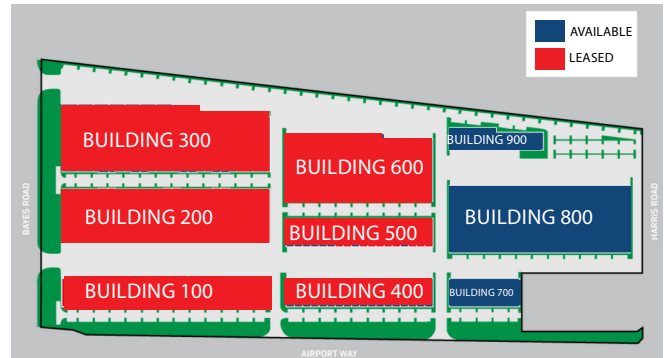 AVAILABLE
LEASED
BUILDING 300
BUILDING 600
BUILDING 900
BUILDING 200
BUILDING 500
BUILDING 800
BUILDING 100
BUILDING 400
BUILDING 700
BAYES ROAD
HARRIS ROAD
AIRPORT WAY